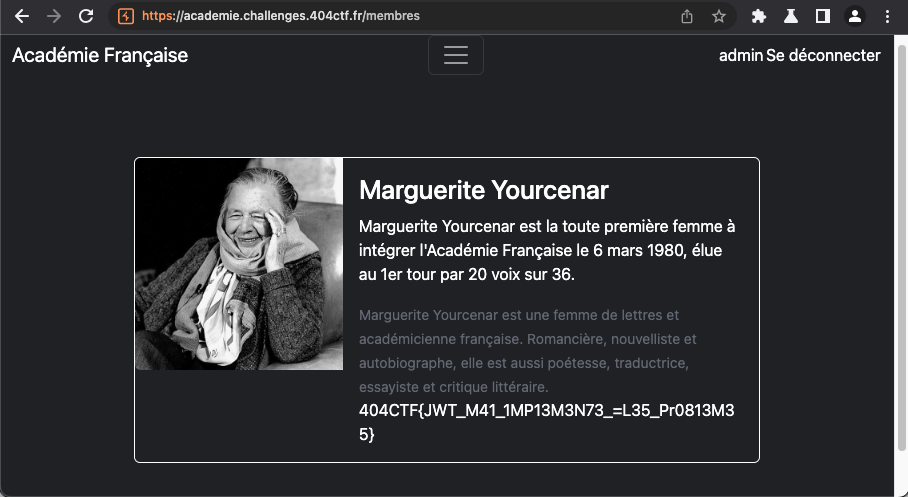 https://academie.challenges.404ctf.fr/membres
Académie Française
admin Se déconnecter
Marguerite Yourcenar
Marguerite Yourcenar est la toute première femme à
intégrer l'Académie Française le 6 mars 1980, élue
au 1er tour par 20 voix sur 36.
Marguerite Yourcenar est une femme de lettres et
académicienne française. Romancière, nouvelliste et
autobiographe, elle est aussi poétesse, traductrice,
essayiste et critique littéraire.
404CTF{JWT_M41_1MP13M3N73_=L35_Pr0813M3
5}